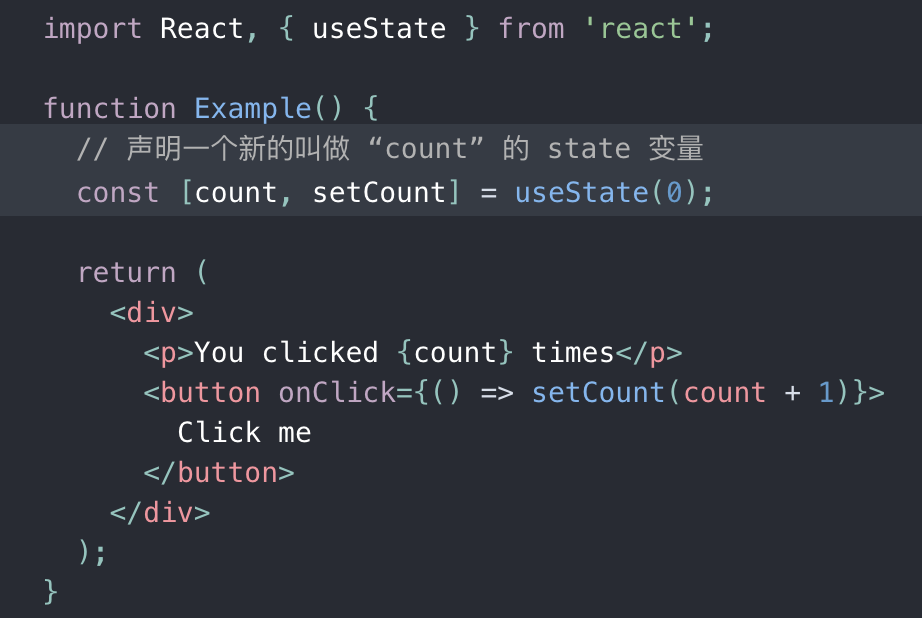 import React, { useState } from 'react';
function Example() {
// 声明一个新的叫做 “count” 的 state 变量
const [count, setCount] = useState(0);
return (
<div>
<p>You clicked {count} times</p>
<button onClick={() => setCount(count + 1)}>
Click me
</button>
</div>
);
}